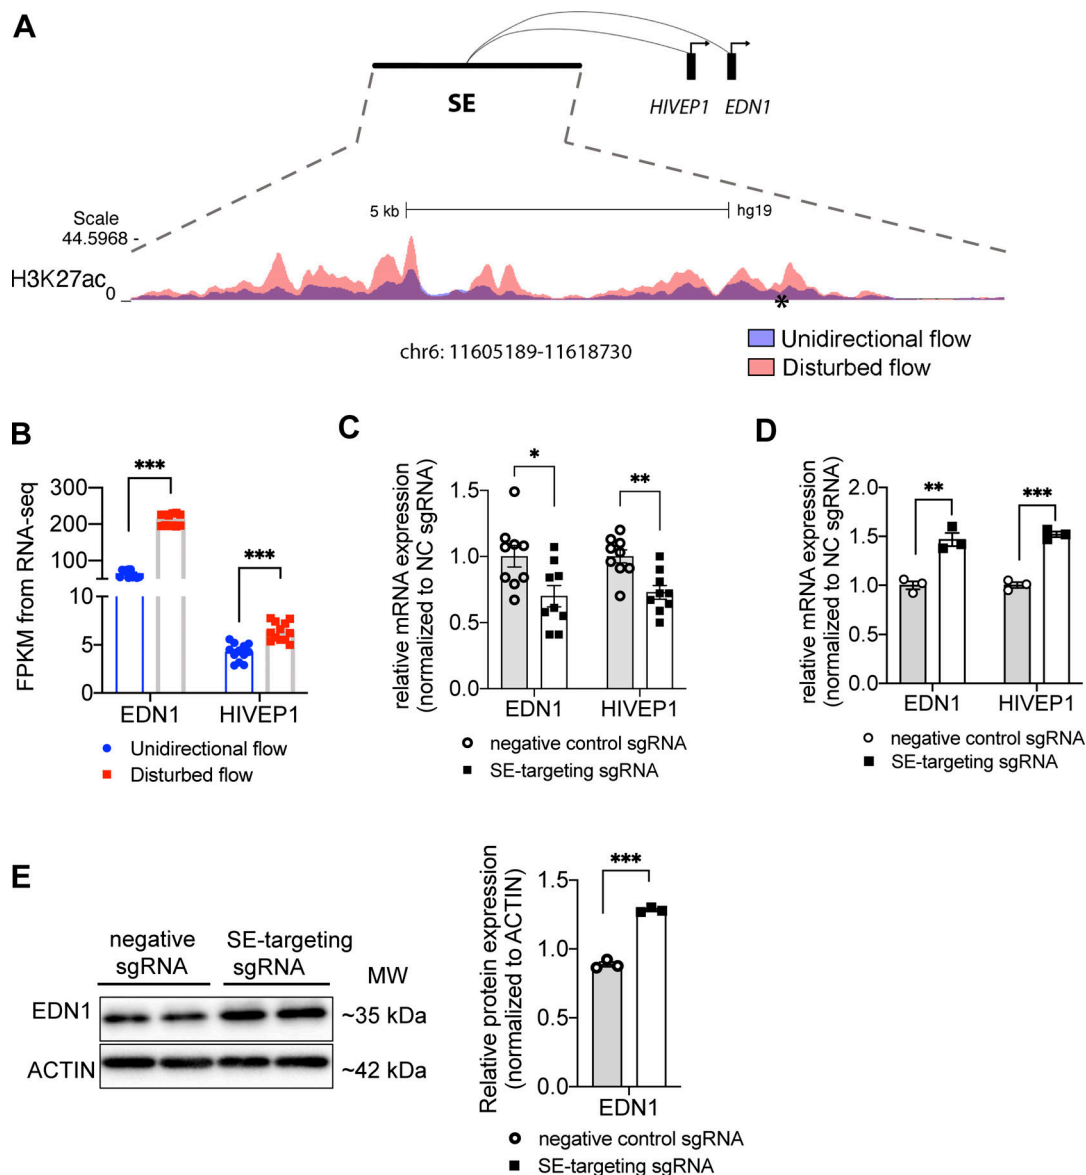 A
SE
HIVEP1 EDN1
5 kb hg19
Scale
44.5968 -
H3K27ac
0 _
*
chr6: 11605189-11618730
Unidirectional flow
Disturbed flow
B
FPKM from RNA-seq
300
200
100
10
5
0
***
***
EDN1 HIVEP1
Unidirectional flow
Disturbed flow
C
relative mRNA expression
(normalized to NC sgRNA)
1.5
1.0
0.5
0.0
*
**
EDN1 HIVEP1
negative control sgRNA
SE-targeting sgRNA
D
relative mRNA expression
(normalized to NC sgRNA)
2.0
1.5
1.0
0.5
0.0
**
***
EDN1 HIVEP1
negative control sgRNA
SE-targeting sgRNA
E
negative
sgRNA
SE-targeting
sgRNA
MW
EDN1 ~35 kDa
ACTIN ~42 kDa
Relative protein expression
(normalized to ACTIN)
1.5
1.0
0.5
0.0
***
EDN1
negative control sgRNA
SE-targeting sgRNA